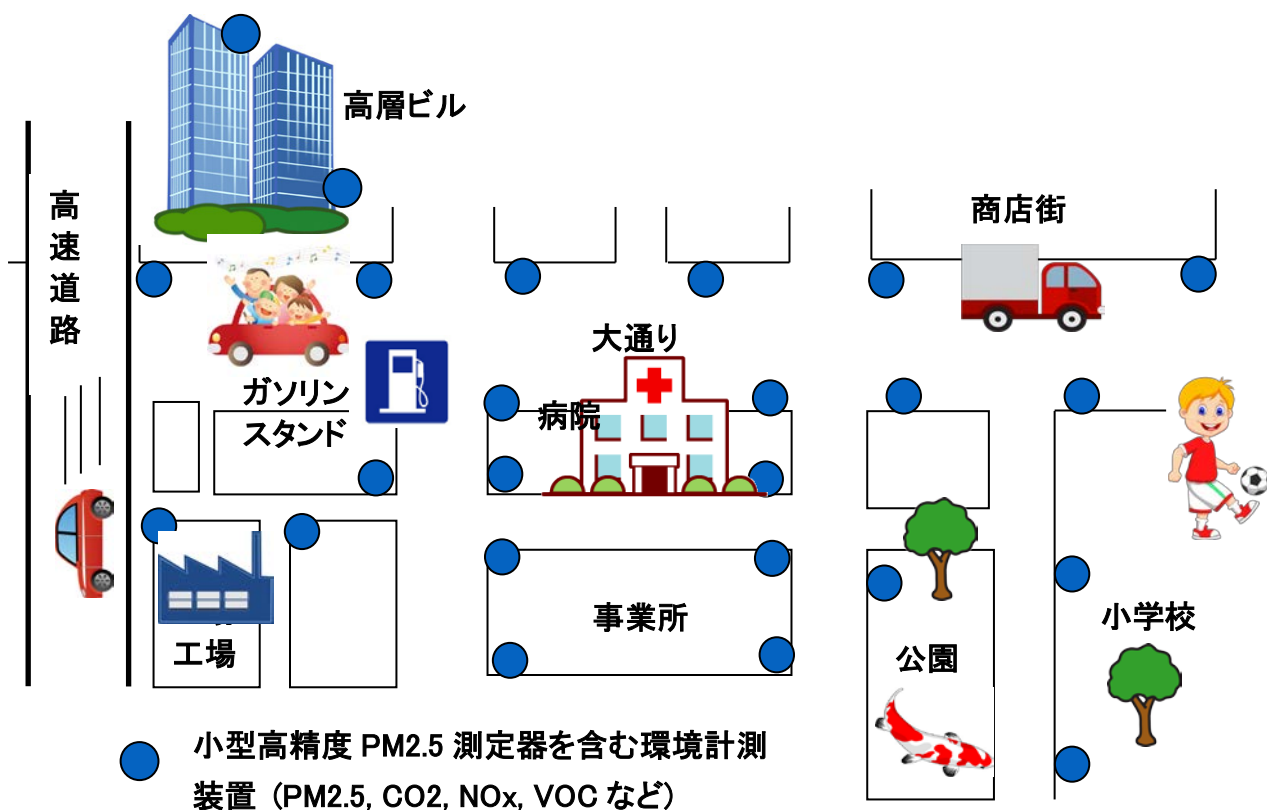 高層ビル
高速道路
商店街
大通り
ガソリン
スタンド
病院
事業所
小学校
工場
公園
小型高精度 PM2.5 測定器を含む環境計測
装置（PM2.5, CO2, NOx, VOC など）